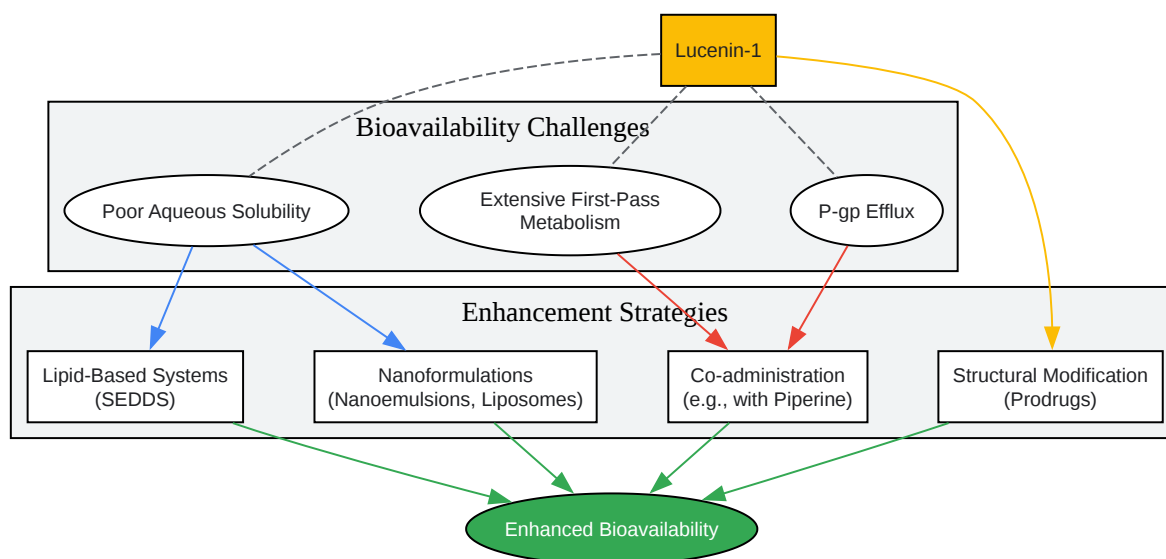 Lucenin-1
Bioavailability Challenges
Poor Aqueous Solubility
Extensive First-Pass
Metabolism
P-gp Efflux
Enhancement Strategies
Lipid-Based Systems
(SEDDS)
Nanoformulations
(Nanoemulsions, Liposomes)
Co-administration
(e.g., with Piperine)
Structural Modification
(Prodrugs)
Enhanced Bioavailability